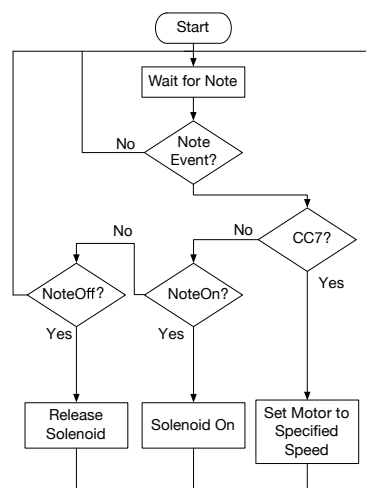 Start
Wait for Note
Note
Event?
No
CC7?
No
Yes
No
NoteOn?
Yes
NoteOff?
Yes
Release
Solenoid
Solenoid On
Set Motor to
Specified
Speed